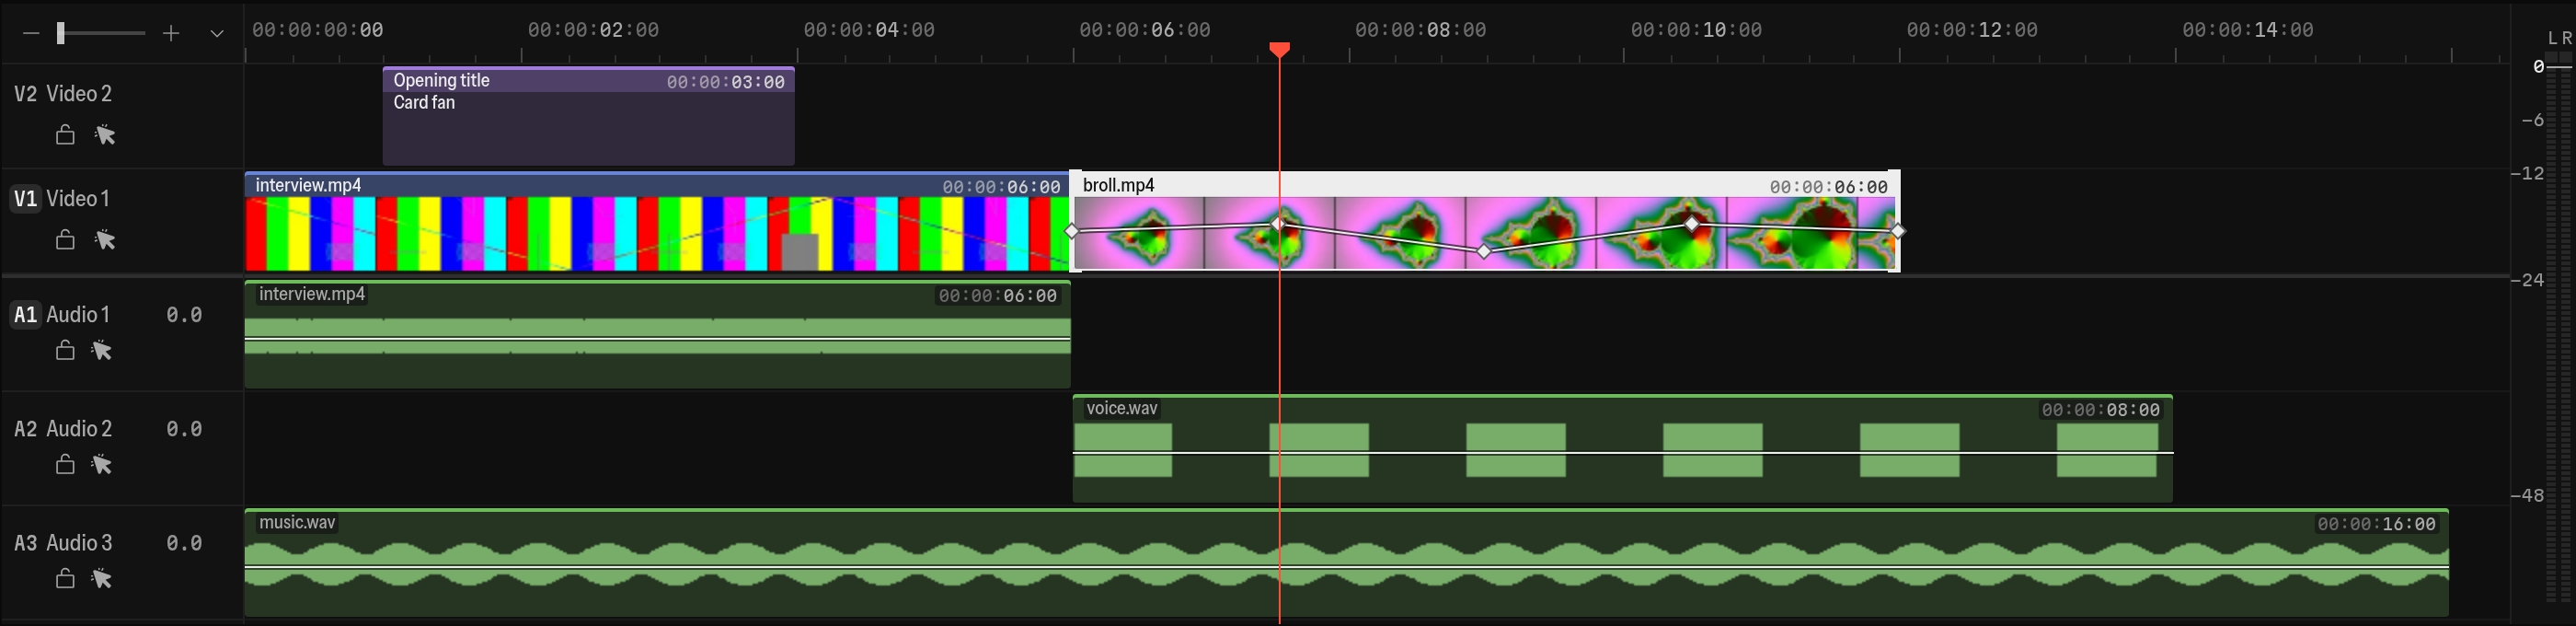 00:00:00:00 00:00:02:00 00:00:04:00 00:00:06:00 00:00:08:00 00:00:10:00 00:00:12:00 00:00:14:00
L R
0
-6
-12
-24
-48
V2 Video 2
Opening title 00:00:03:00
Card fan
V1 Video 1
interview.mp4 00:00:06:00
broll.mp4 00:00:06:00
A1 Audio 1 0.0
interview.mp4 00:00:06:00
A2 Audio 2 0.0
voice.wav 00:00:08:00
A3 Audio 3 0.0
music.wav 00:00:16:00